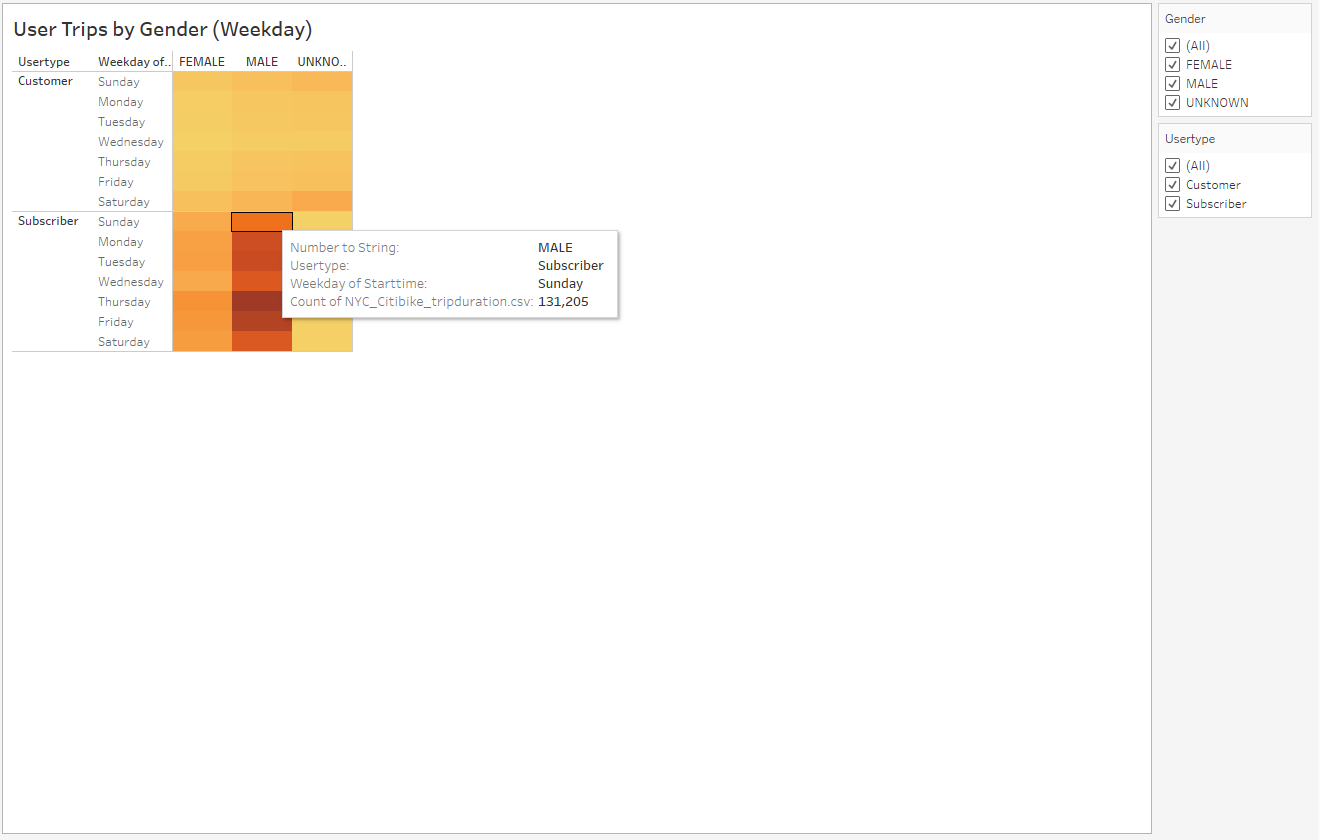 User Trips by Gender (Weekday)
Usertype Weekday of.. FEMALE MALE UNKNO..
Customer Sunday
Monday
Tuesday
Wednesday
Thursday
Friday
Saturday
Subscriber Sunday
Monday
Tuesday
Wednesday
Thursday
Friday
Saturday
Number to String: MALE
Usertype: Subscriber
Weekday of Starttime: Sunday
Count of NYC_Citibike_tripduration.csv: 131,205
Gender
(All)
FEMALE
MALE
UNKNOWN
Usertype
(All)
Customer
Subscriber